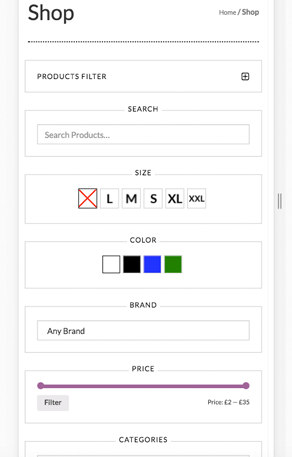 Shop
Home / Shop
PRODUCTS FILTER
SEARCH
Search Products...
SIZE
L M S XL XXL
COLOR
BRAND
Any Brand
PRICE
Filter
Price: £2 — £35
CATEGORIES